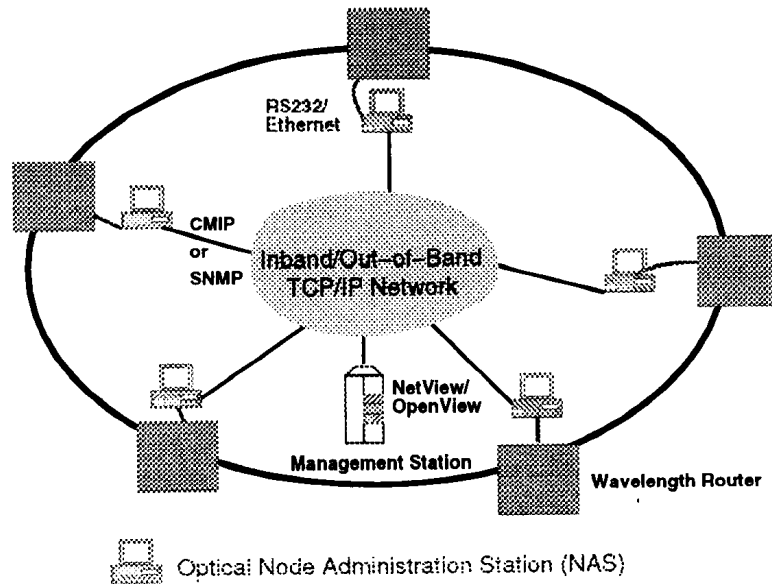 RS232/
Ethernet
CMIP
or
SNMP
Inband/Out-of-Band
TCP/IP Network
NetView/
OpenView
Management Station
Wavelength Router
Optical Node Administration Station (NAS)